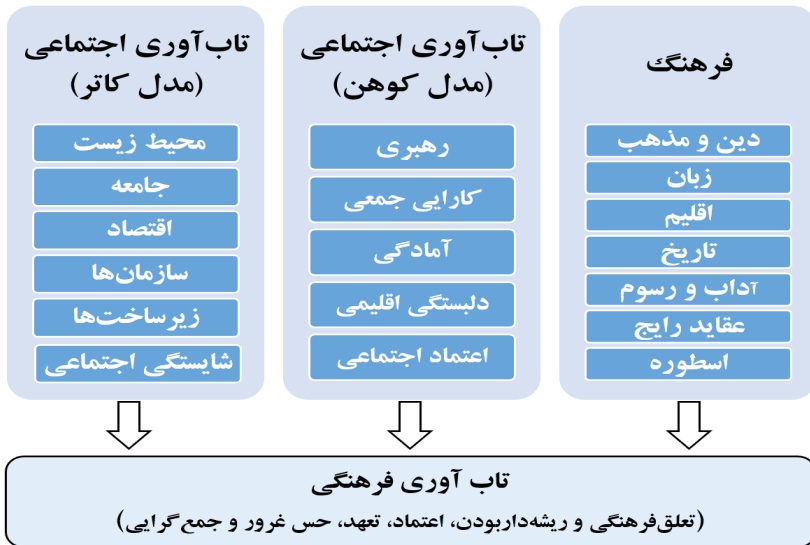 فرهنگ
دین و مذهب
زبان
اقلیم
تاریخ
آداب و رسوم
عقاید رایج
اسطوره
تاب‌آوری اجتماعی
(مدل کوهن)
رهبری
کارایی جمعی
آمادگی
دلبستگی اقلیمی
اعتماد اجتماعی
تاب‌آوری اجتماعی
(مدل کاتر)
محیط زیست
جامعه
اقتصاد
سازمان‌ها
زیرساخت‌ها
شایستگی اجتماعی
تاب آوری فرهنگی
(تعلق‌فرهنگی و ریشه‌داربودن، اعتماد، تعهد، حس غرور و جمع‌گرایی)